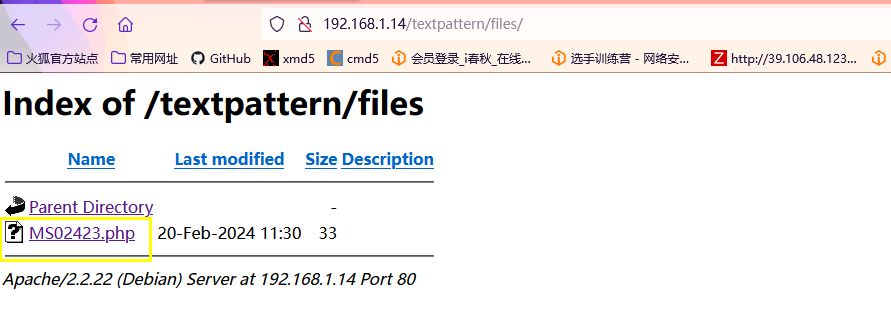 192.168.1.14/textpattern/files/
火狐官方站点 常用网址 GitHub xmd5 cmd5 会员登录_i春秋_在线... 选手训练营 - 网络安... http://39.106.48.123...
Index of /textpattern/files
Name Last modified Size Description
Parent Directory -
MS02423.php 20-Feb-2024 11:30 33
Apache/2.2.22 (Debian) Server at 192.168.1.14 Port 80